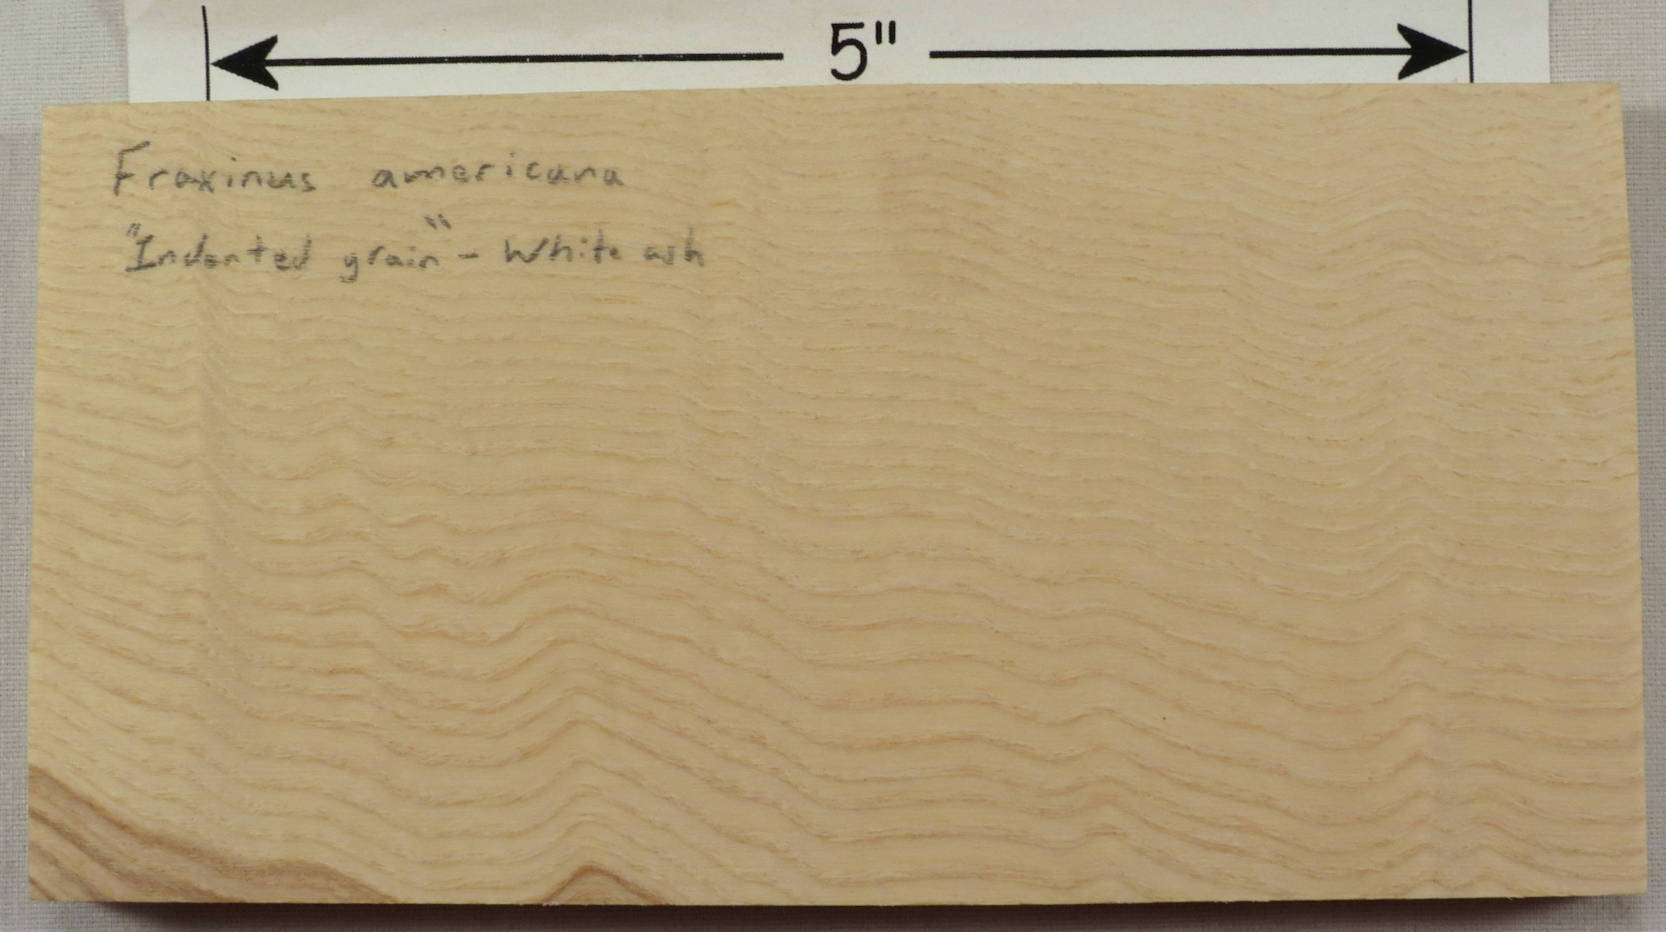 5"
Fraxinus americana
"Indented grain" - White ash